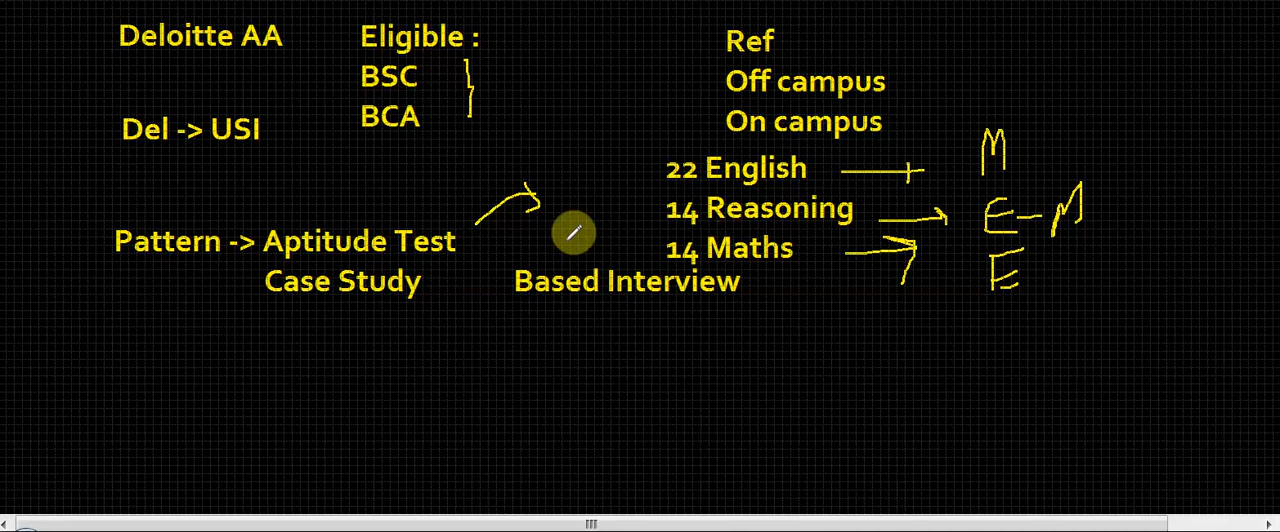 Deloitte AA
Eligible :
BSC
BCA
Del -> USI
Ref
Off campus
On campus
22 English M
14 Reasoning E-M
14 Maths E
Pattern -> Aptitude Test
Case Study Based Interview